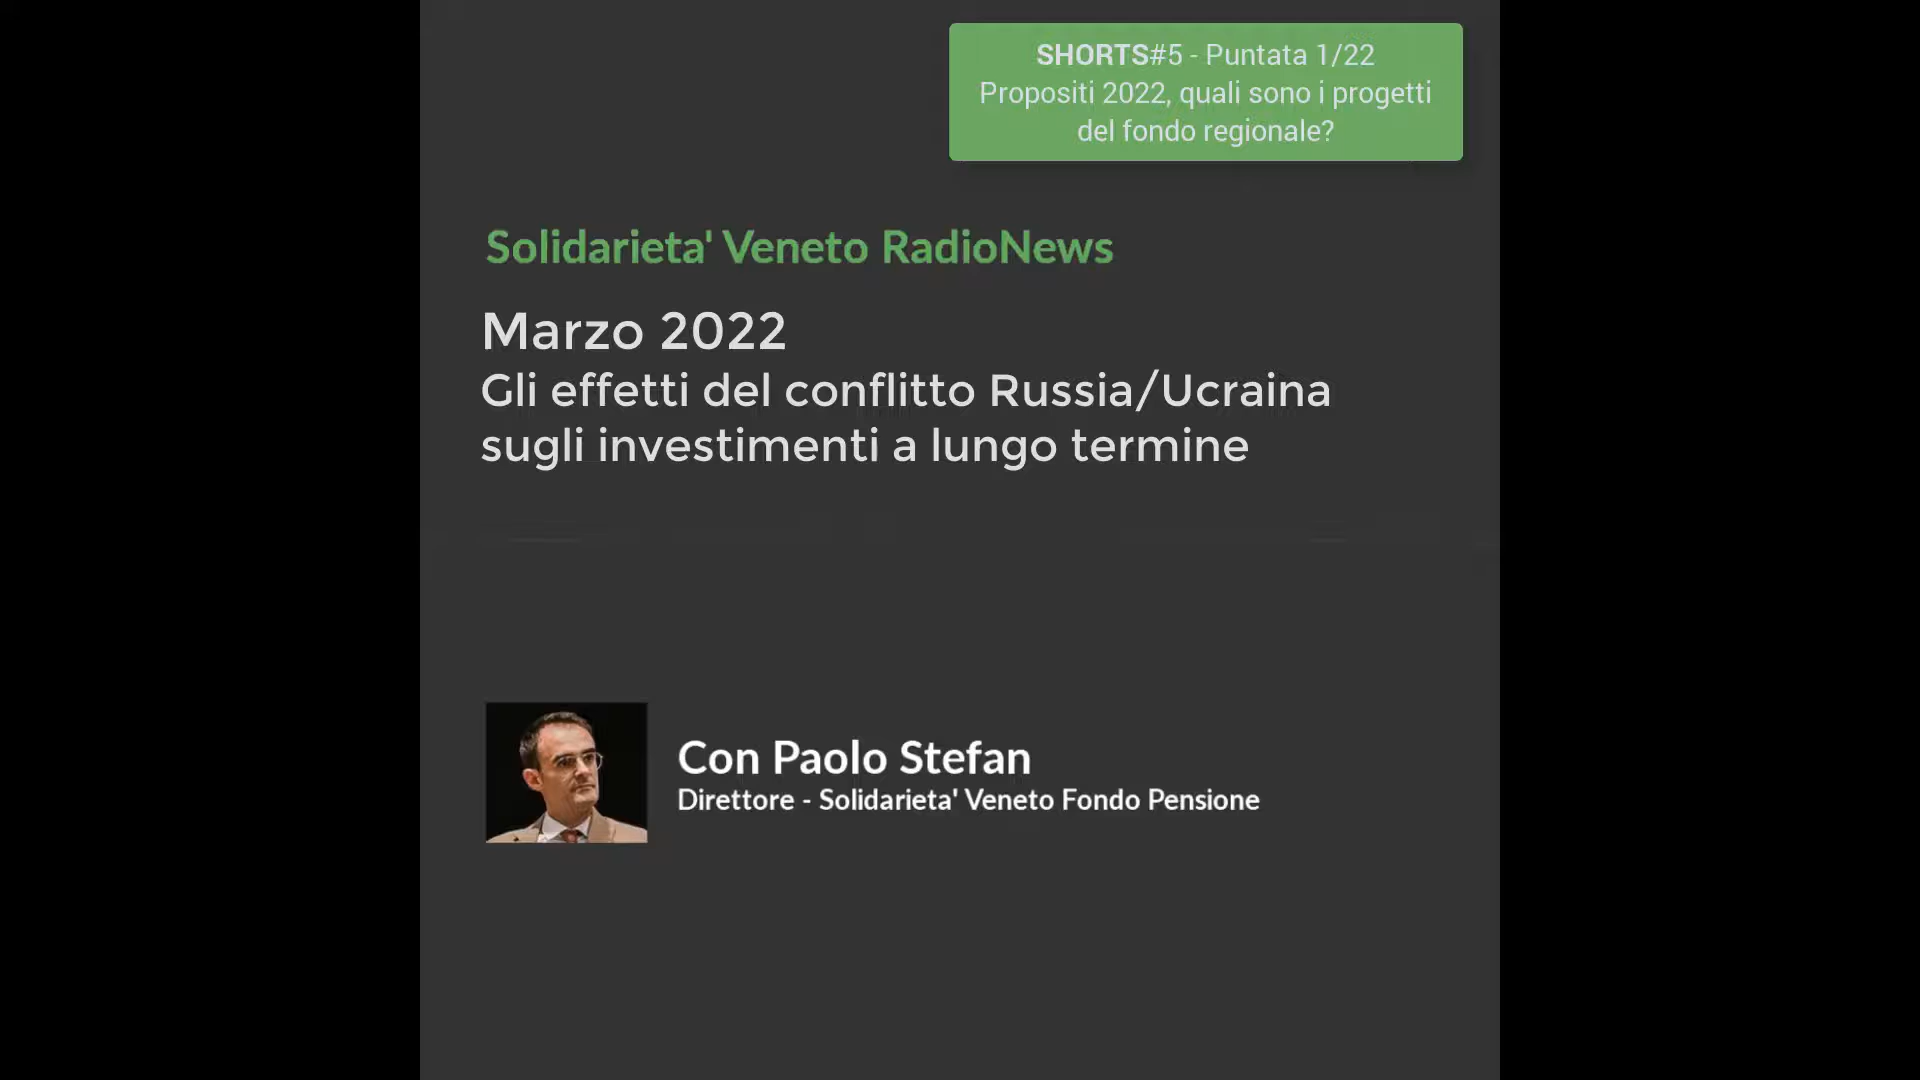 SHORTS#5 - Puntata 1/22
Propositi 2022, quali sono i progetti
del fondo regionale?
Solidarieta' Veneto RadioNews
Marzo 2022
Gli effetti del conflitto Russia/Ucraina
sugli investimenti a lungo termine
Con Paolo Stefan
Direttore - Solidarieta' Veneto Fondo Pensione